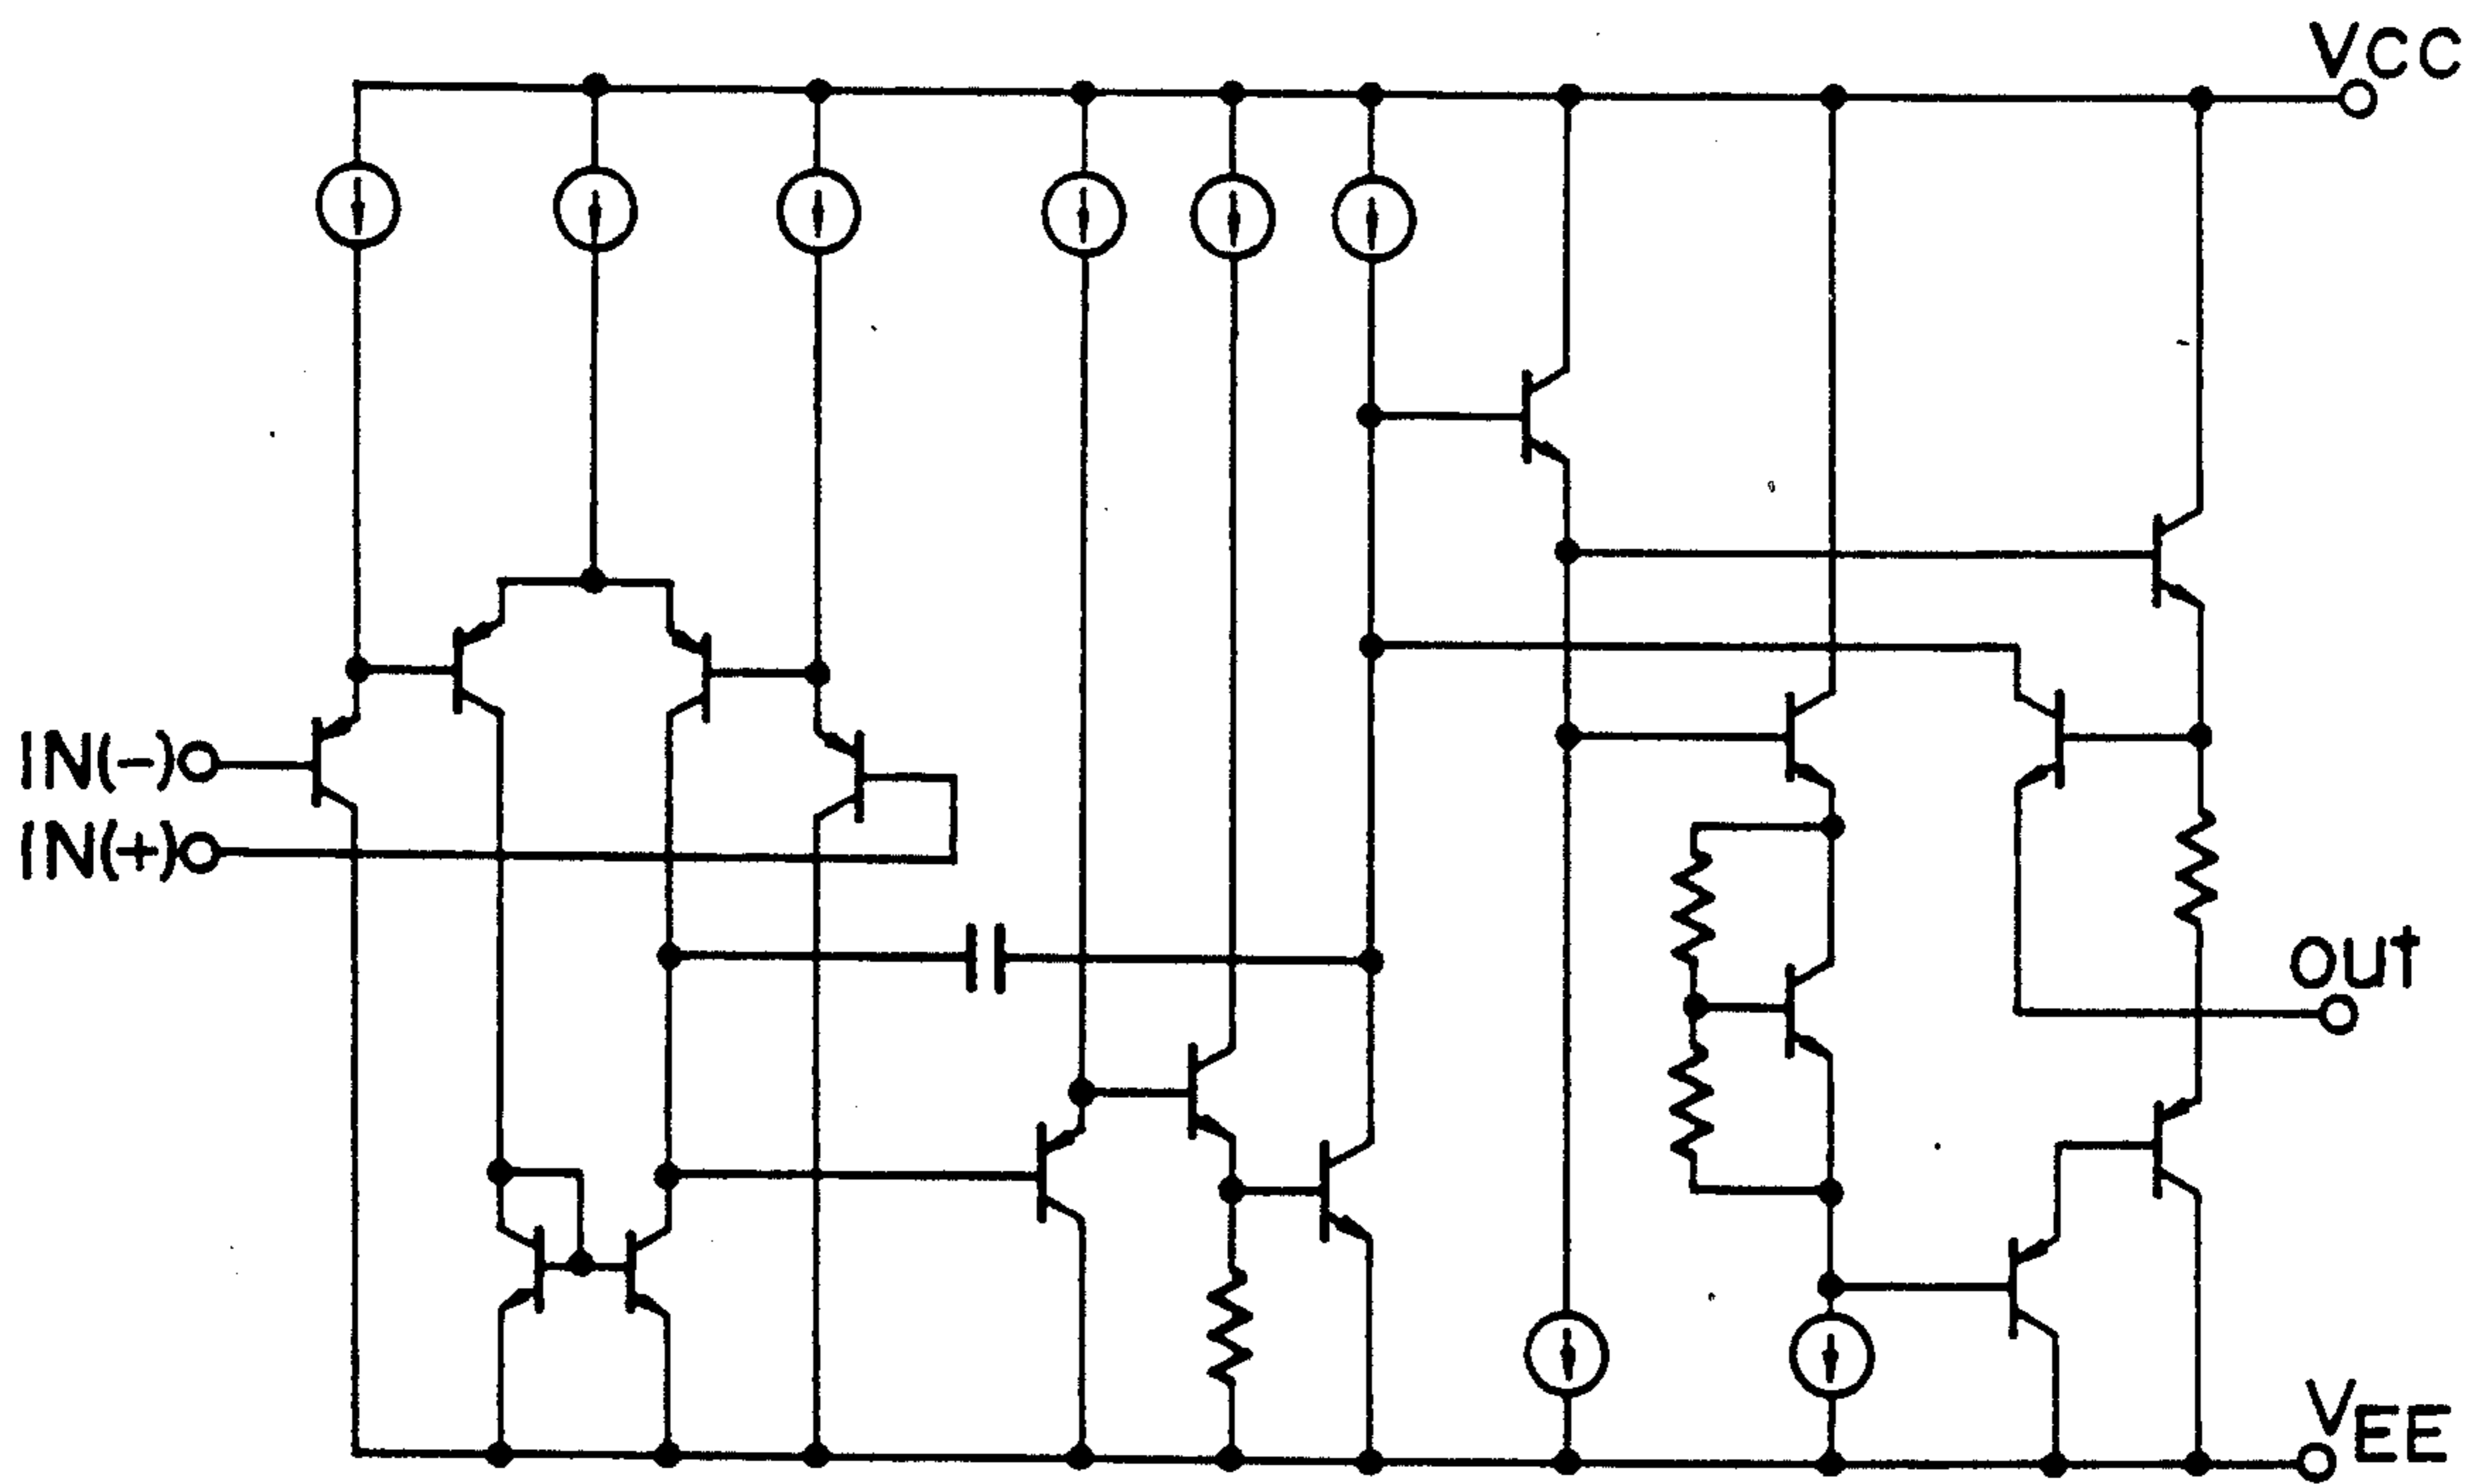 VCC
IN(-)
IN(+)
OUT
VEE